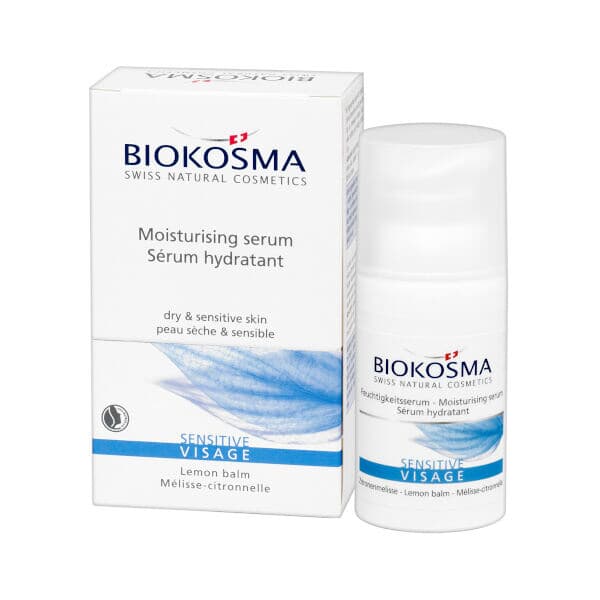 BIOKOSMA
BIOKOSMA
SWISS NATURAL COSMETICS
Moisturising serum
Sérum hydratant
dry & sensitive skin
peau sèche & sensible
SENSITIVE
VISAGE
Lemon balm
Mélisse-citronnelle
BIOKOSMA
SWISS NATURAL COSMETICS
Feuchtigkeitsserum - Moisturising serum
Sérum hydratant
SENSITIVE
VISAGE
Zitronenmelisse - Lemon balm - Mélisse-citronnelle